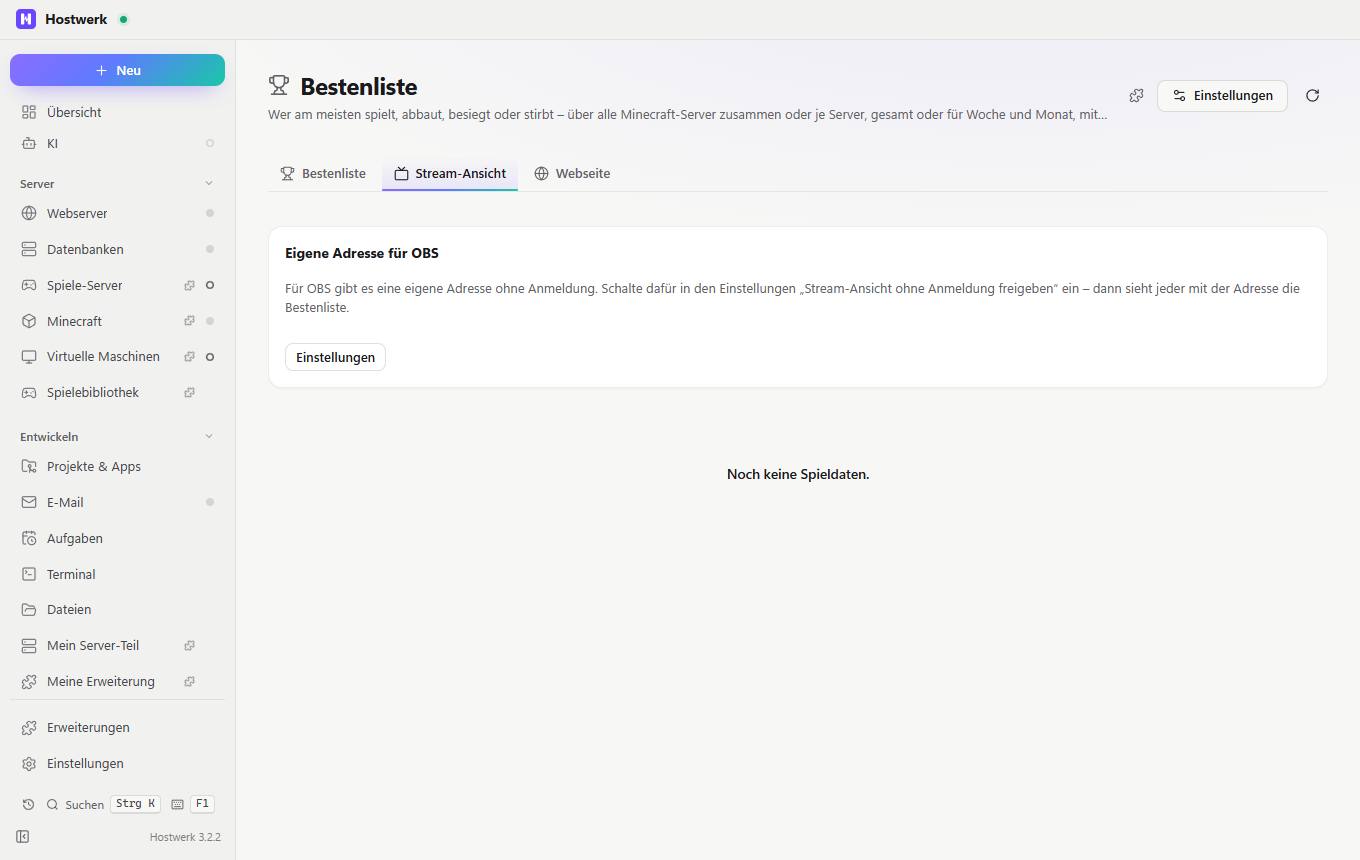 Hostwerk
Neu
Übersicht
KI
Server
Webserver
Datenbanken
Spiele-Server
Minecraft
Virtuelle Maschinen
Spielebibliothek
Entwickeln
Projekte & Apps
E-Mail
Aufgaben
Terminal
Dateien
Mein Server-Teil
Meine Erweiterung
Erweiterungen
Einstellungen
Suchen Strg K F1
Hostwerk 3.2.2
Bestenliste
Wer am meisten spielt, abbaut, besiegt oder stirbt – über alle Minecraft-Server zusammen oder je Server, gesamt oder für Woche und Monat, mit...
Einstellungen
Bestenliste Stream-Ansicht Webseite
Eigene Adresse für OBS
Für OBS gibt es eine eigene Adresse ohne Anmeldung. Schalte dafür in den Einstellungen „Stream-Ansicht ohne Anmeldung freigeben“ ein – dann sieht jeder mit der Adresse die
Bestenliste.
Einstellungen
Noch keine Spieldaten.